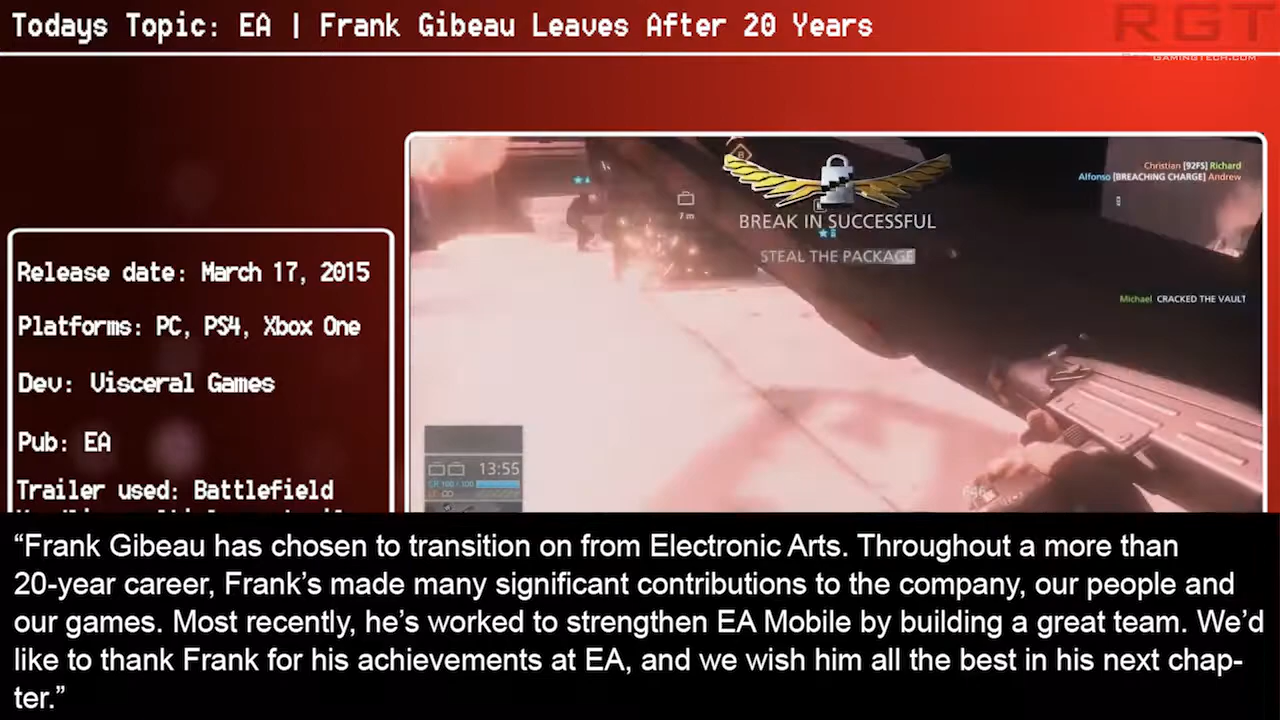 Todays Topic: EA | Frank Gibeau Leaves After 20 Years
RGT
GAMINGTECH.COM
Release date: March 17, 2015
Platforms: PC, PS4, Xbox One
Dev: Visceral Games
Pub: EA
Trailer used: Battlefield
Christian [92FS] Richard
Alfonso [BREACHING CHARGE] Andrew
7 m
BREAK IN SUCCESSFUL
STEAL THE PACKAGE
Michael CRACKED THE VAULT
13:55
100 / 100
“Frank Gibeau has chosen to transition on from Electronic Arts. Throughout a more than
20-year career, Frank’s made many significant contributions to the company, our people and
our games. Most recently, he’s worked to strengthen EA Mobile by building a great team. We’d
like to thank Frank for his achievements at EA, and we wish him all the best in his next chap-
ter.”